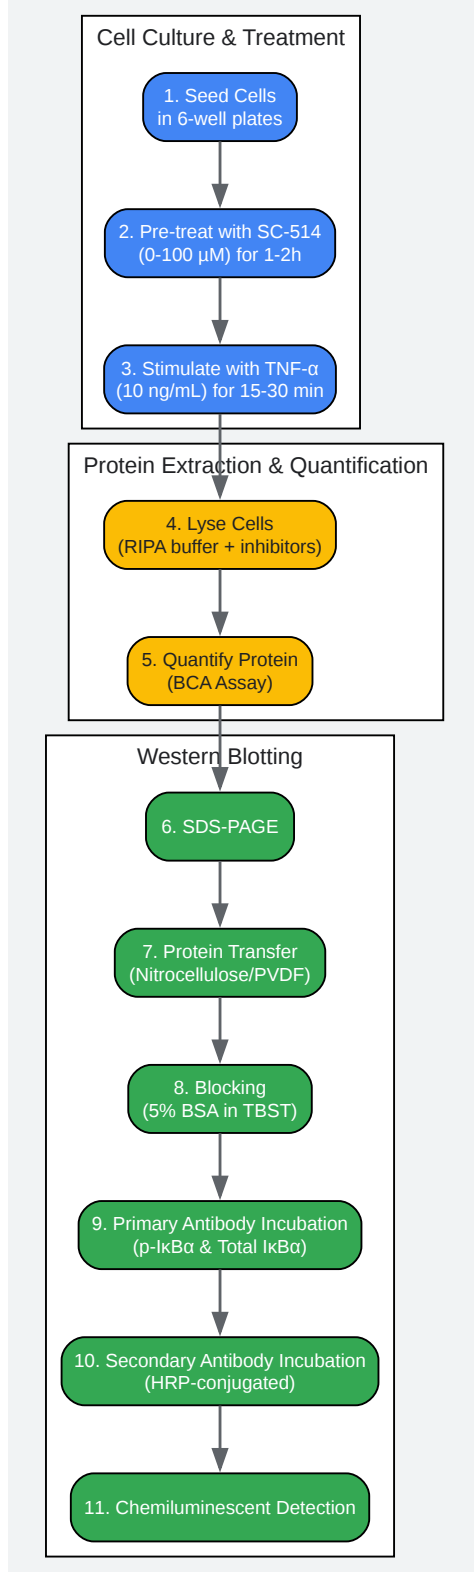 Cell Culture & Treatment
1. Seed Cells
in 6-well plates
2. Pre-treat with SC-514
(0-100 µM) for 1-2h
3. Stimulate with TNF-α
(10 ng/mL) for 15-30 min
Protein Extraction & Quantification
4. Lyse Cells
(RIPA buffer + inhibitors)
5. Quantify Protein
(BCA Assay)
Western Blotting
6. SDS-PAGE
7. Protein Transfer
(Nitrocellulose/PVDF)
8. Blocking
(5% BSA in TBST)
9. Primary Antibody Incubation
(p-IκBα & Total IκBα)
10. Secondary Antibody Incubation
(HRP-conjugated)
11. Chemiluminescent Detection